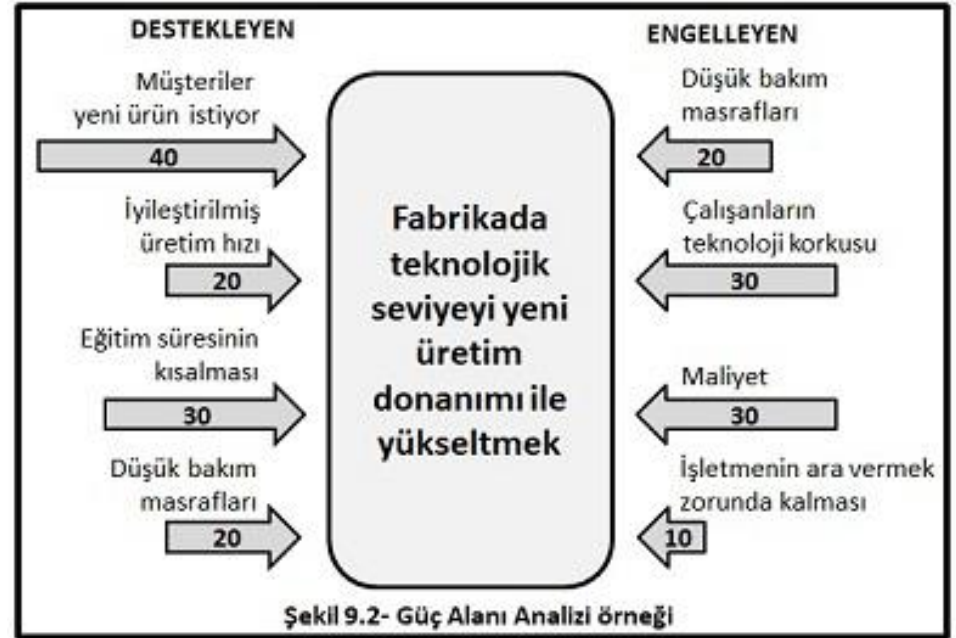 DESTEKLEYEN
Müşteriler
yeni ürün istiyor
40
İyileştirilmiş
üretim hızı
20
Eğitim süresinin
kısalması
30
Düşük bakım
masrafları
20
Fabrikada
teknolojik
seviyeyi yeni
üretim
donanımı ile
yükseltmek
ENGELLEYEN
Düşük bakım
masrafları
20
Çalışanların
teknoloji korkusu
30
Maliyet
30
İşletmenin ara vermek
zorunda kalması
10
Şekil 9.2- Güç Alanı Analizi örneği